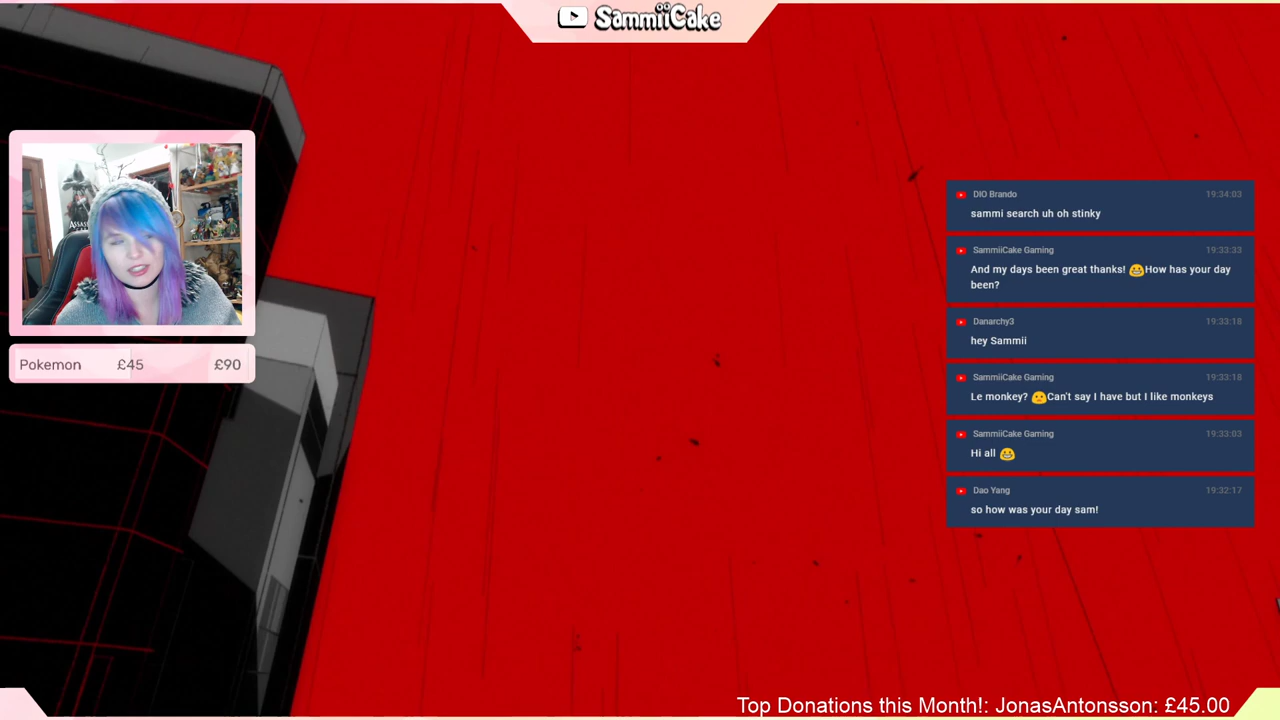 SammiiCake
DIO Brando 19:34:03
sammi search uh oh stinky
SammiiCake Gaming 19:33:33
And my days been great thanks! 😁How has your day
been?
Danarchy3 19:33:18
hey Sammii
SammiiCake Gaming 19:33:18
Le monkey? 🙁Can't say I have but I like monkeys
SammiiCake Gaming 19:33:03
Hi all 😁
Dao Yang 19:32:17
so how was your day sam!
Pokemon £45 £90
Top Donations this Month!: JonasAntonsson: £45.00